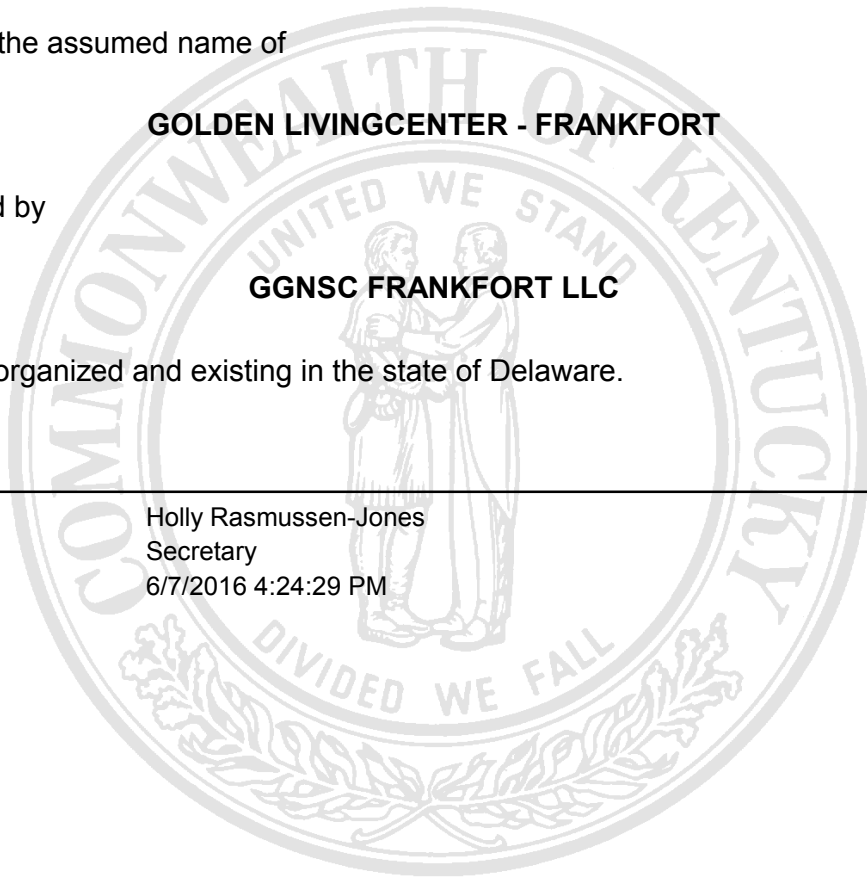 the assumed name of
GOLDEN LIVINGCENTER - FRANKFORT
d by
GGNSC FRANKFORT LLC
organized and existing in the state of Delaware.
Holly Rasmussen-Jones
Secretary
6/7/2016 4:24:29 PM
COMMONWEALTH OF KENTUCKY
UNITED WE STAND
DIVIDED WE FALL